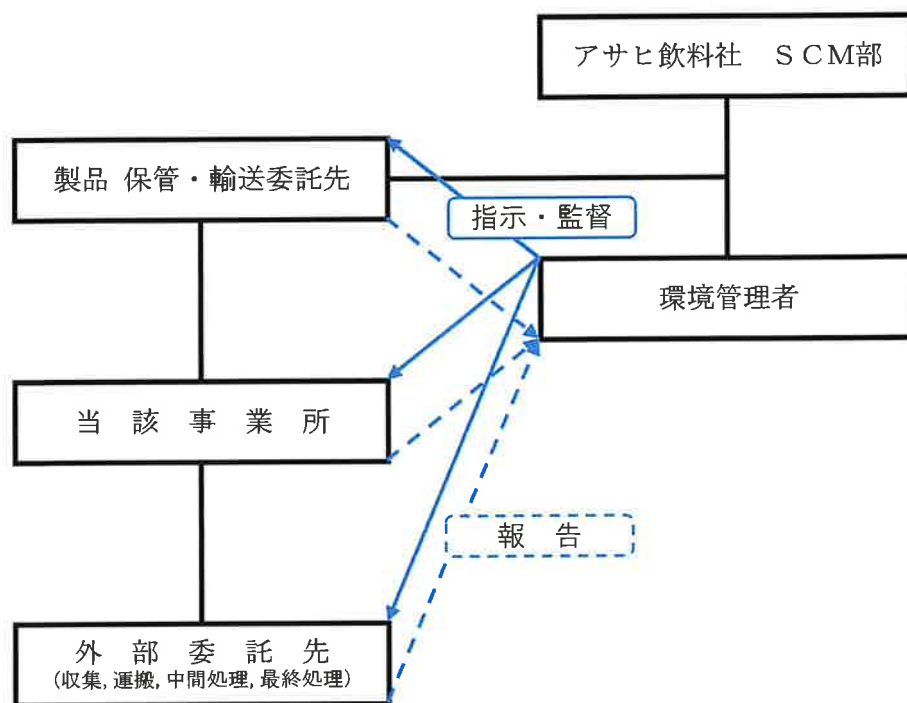 アサヒ飲料社　ＳＣＭ部
製品 保管・輸送委託先
指示・監督
環境管理者
当　該　事　業　所
報　告
外　部　委　託　先
(収集, 運搬, 中間処理, 最終処理)